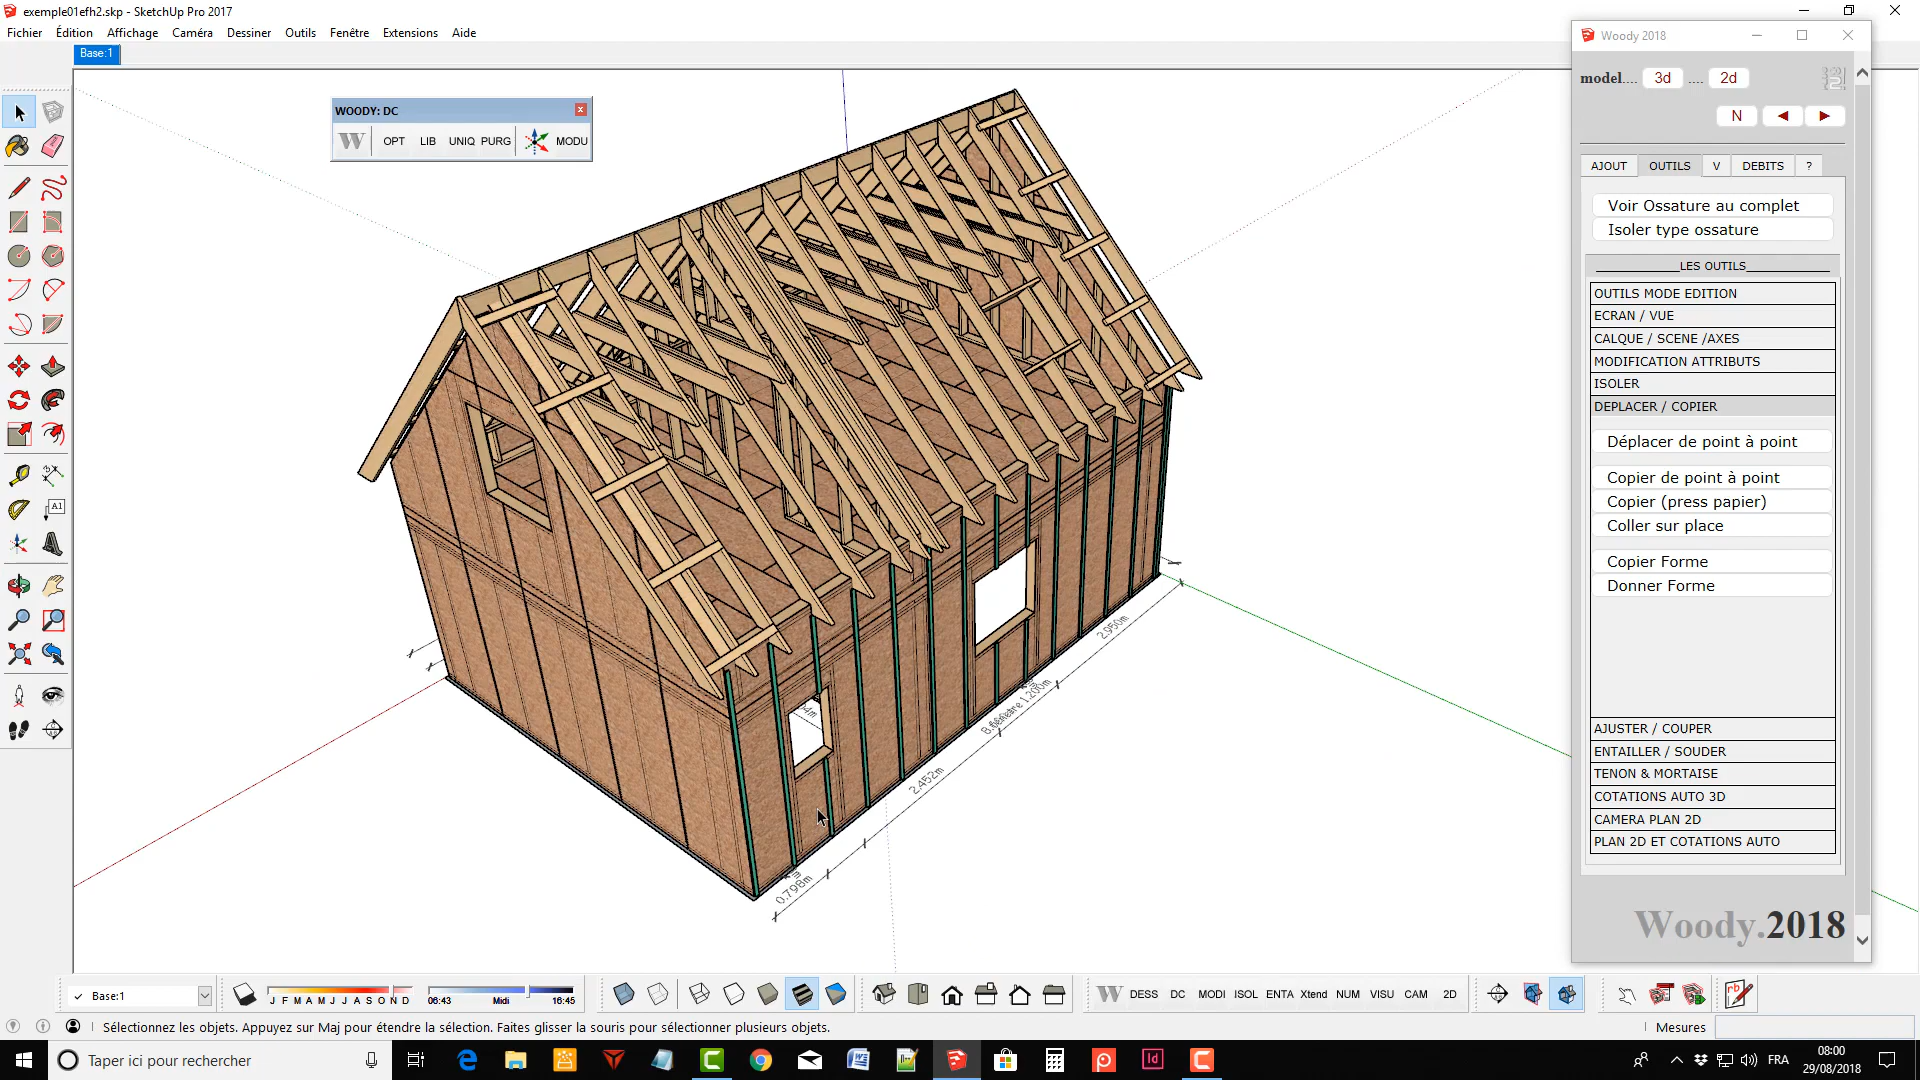 exemple01efh2.skp - SketchUp Pro 2017
Fichier Édition Affichage Caméra Dessiner Outils Fenêtre Extensions Aide
Base:1
WOODY: DC
OPT LIB UNIQ PURG MODU
A1
0.798m
2.452m
1.200m
2.950m
Woody 2018
model.... 3d .... 2d
N
AJOUT OUTILS V DEBITS ?
Voir Ossature au complet
Isoler type ossature
LES OUTILS
OUTILS MODE EDITION
ECRAN / VUE
CALQUE / SCENE /AXES
MODIFICATION ATTRIBUTS
ISOLER
DEPLACER / COPIER
Déplacer de point à point
Copier de point à point
Copier (press papier)
Coller sur place
Copier Forme
Donner Forme
AJUSTER / COUPER
ENTAILLER / SOUDER
TENON & MORTAISE
COTATIONS AUTO 3D
CAMERA PLAN 2D
PLAN 2D ET COTATIONS AUTO
Woody.2018
Base:1
J F M A M J J A S O N D
06:43 Midi 16:45
W DESS DC MODI ISOL ENTA Xtend NUM VISU CAM 2D
Sélectionnez les objets. Appuyez sur Maj pour étendre la sélection. Faites glisser la souris pour sélectionner plusieurs objets.
Mesures
Taper ici pour rechercher
FRA
08:00
29/08/2018